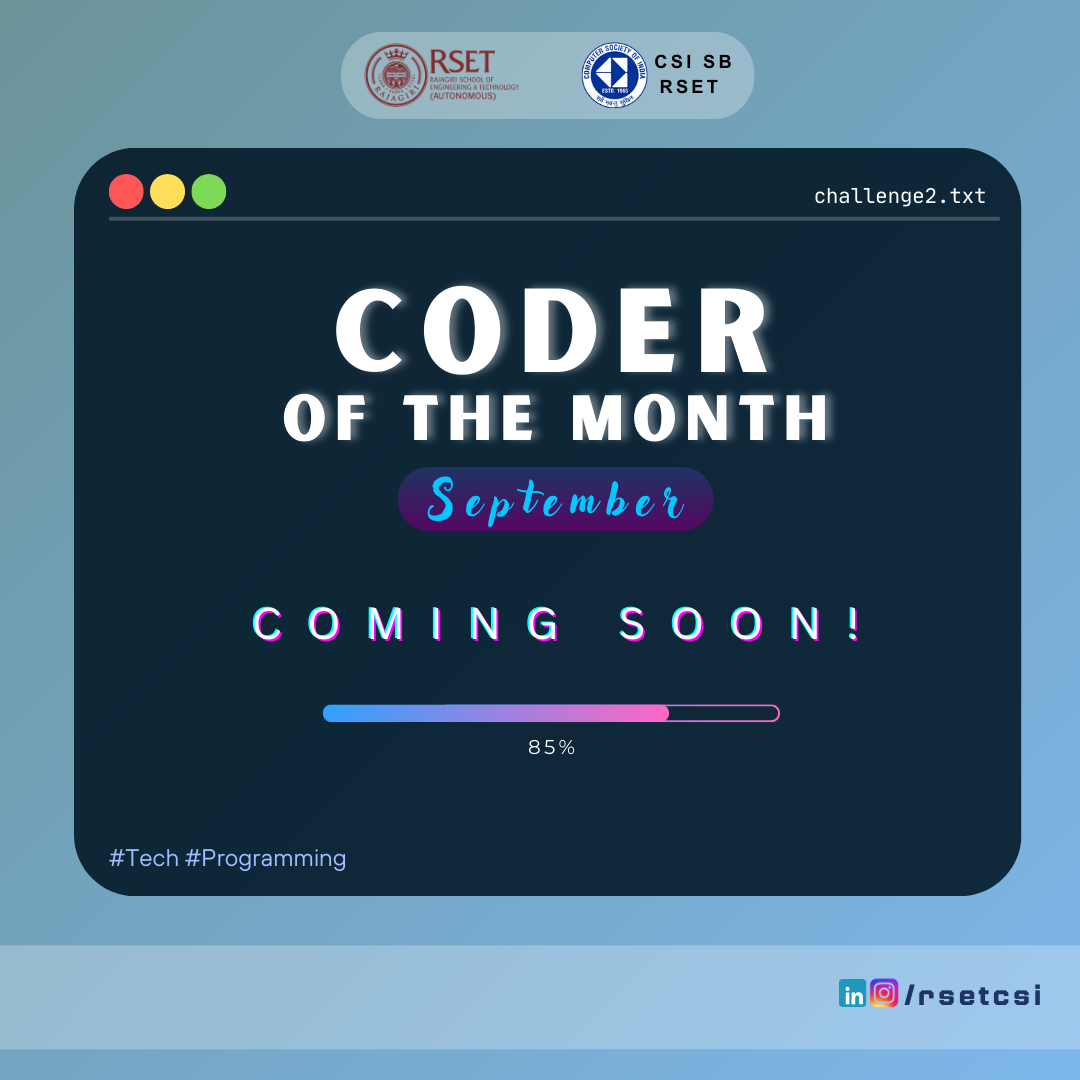 RSET
RAJAGIRI SCHOOL OF
ENGINEERING & TECHNOLOGY
(AUTONOMOUS)
RAJAGIRI
COMPUTER SOCIETY OF INDIA
ESTD. 1965
CSI SB
RSET
challenge2.txt
CODER
OF THE MONTH
September
COMING SOON!
85%
#Tech #Programming
in
/rsetcsi